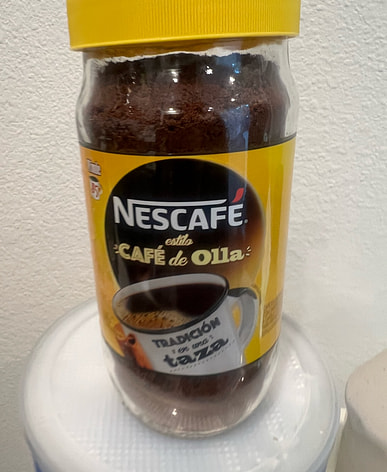 NESCAFÉ
estilo
CAFÉ de Olla
TRADICIÓN
en una
taza